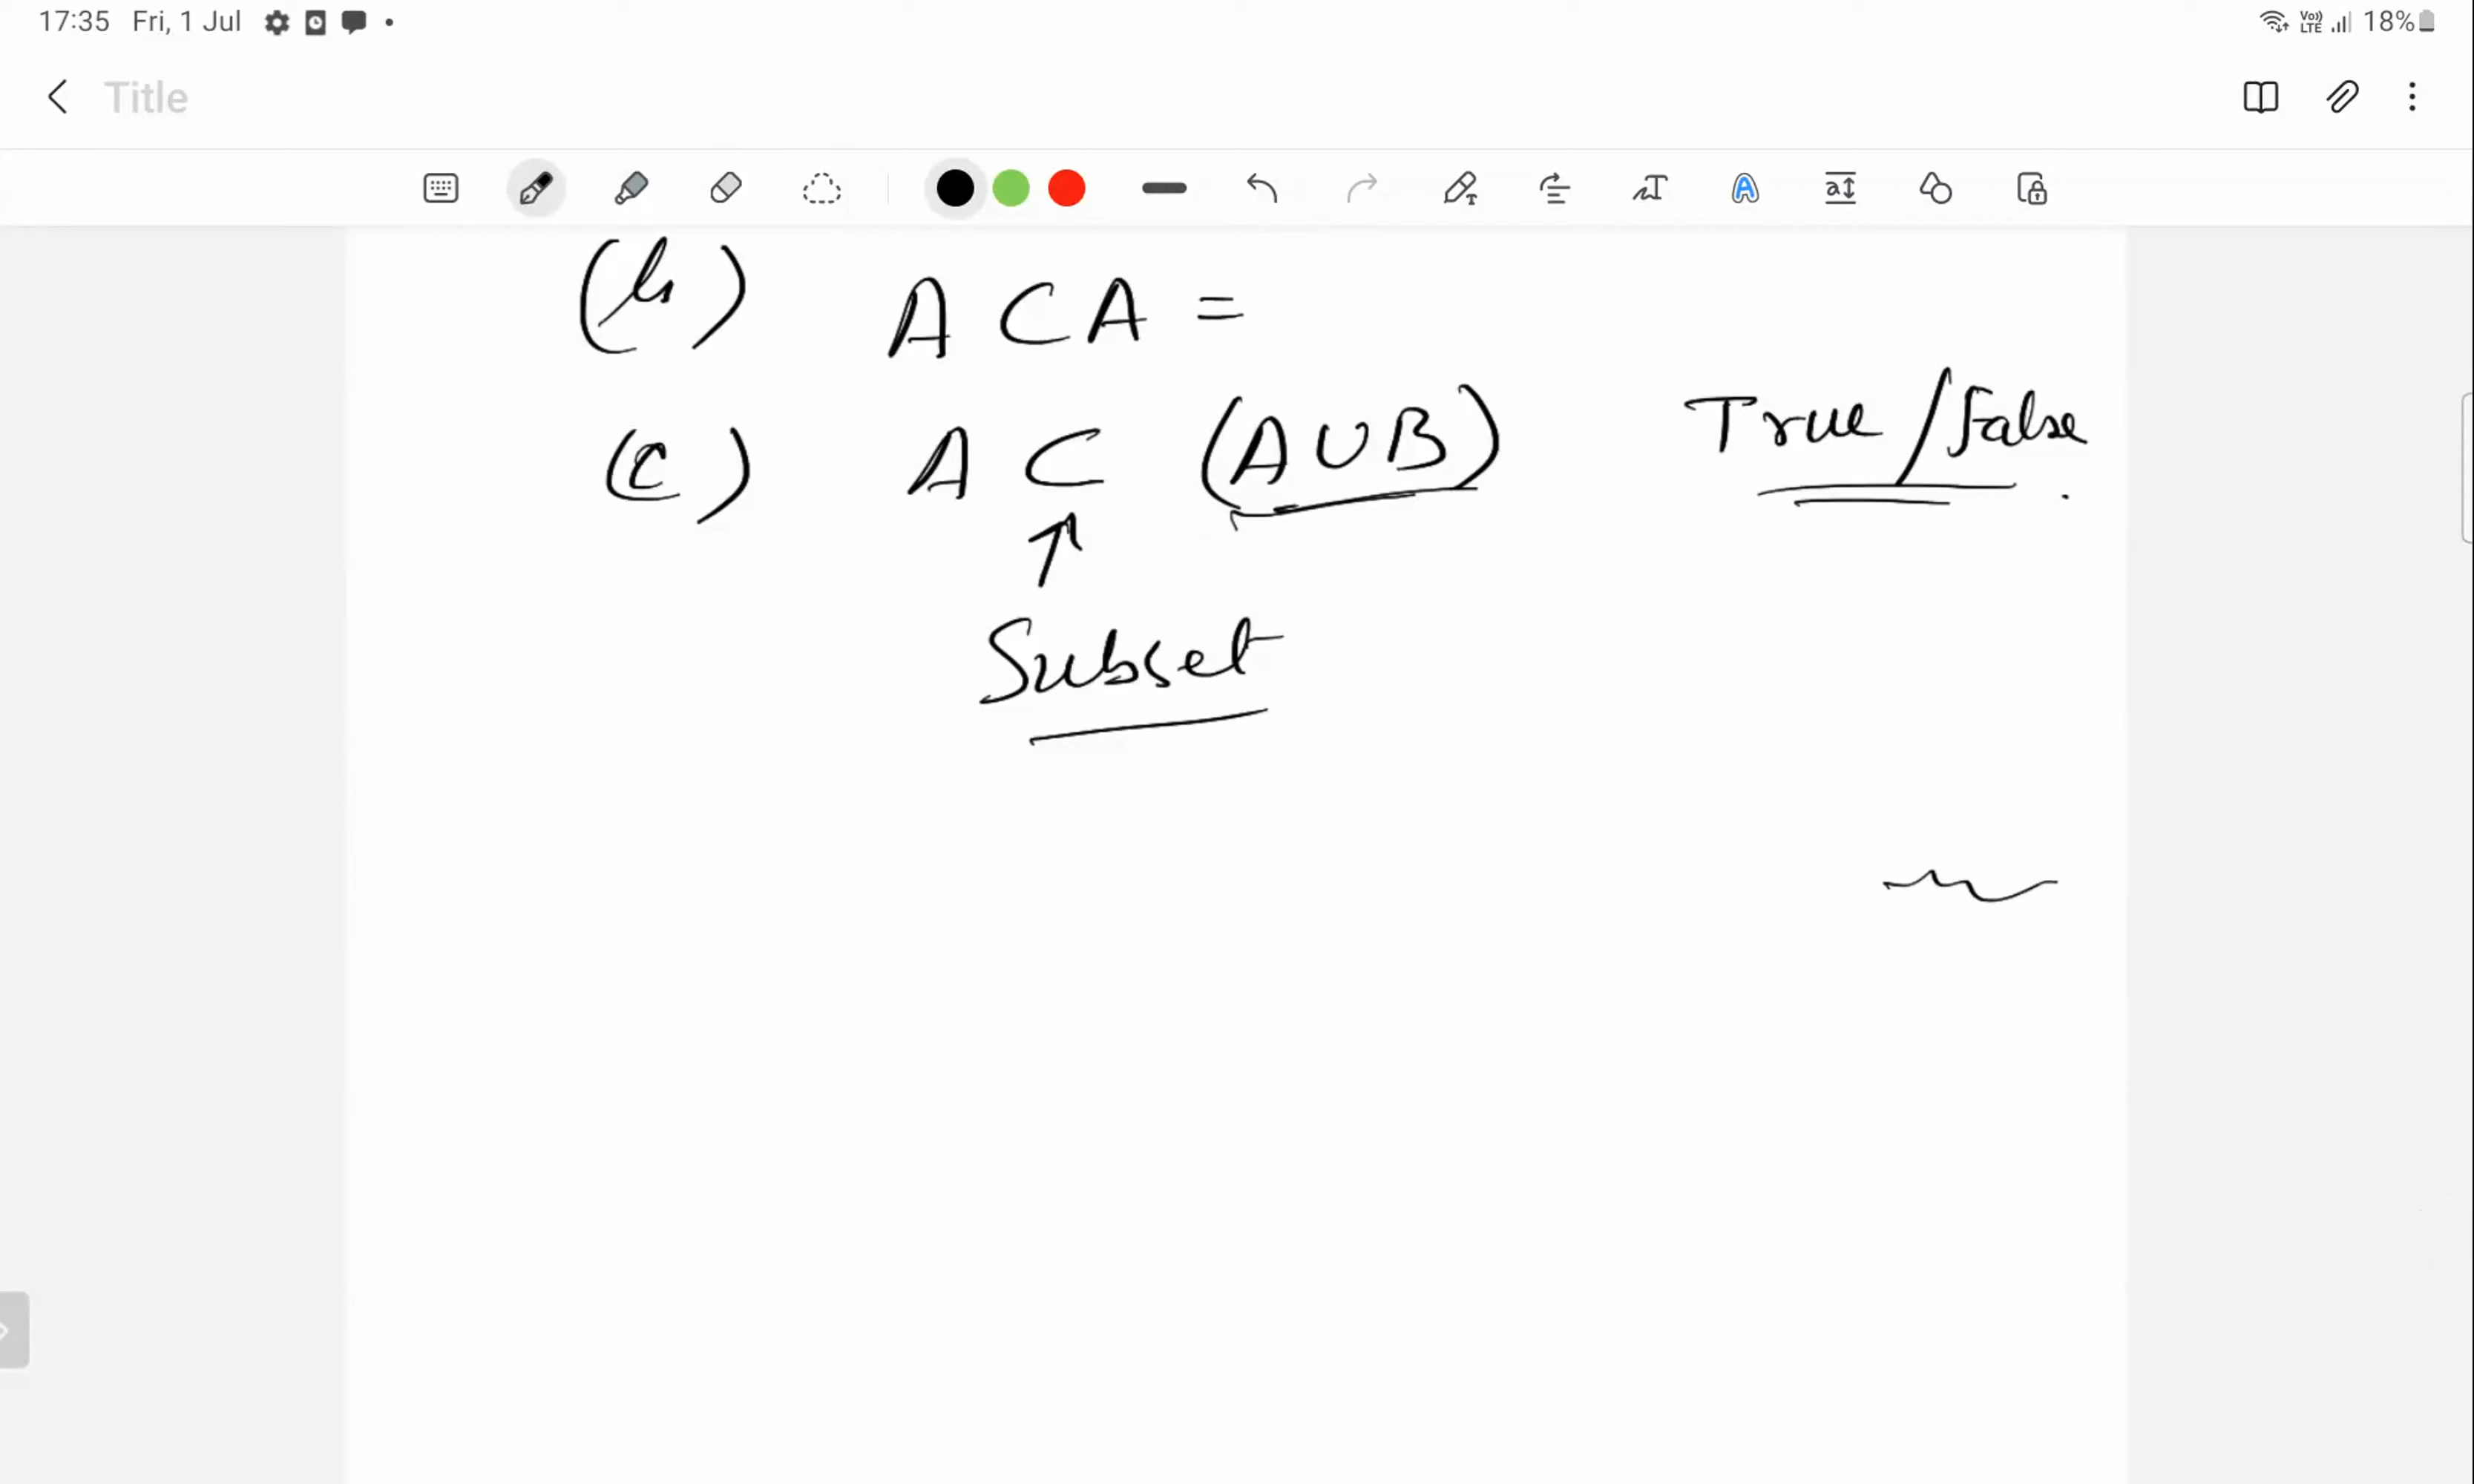 17:35 Fri, 1 Jul 18%
Title
(b) A ⊂ A =
(c) A ⊂ (A ∪ B) True/False.
↑
Subset